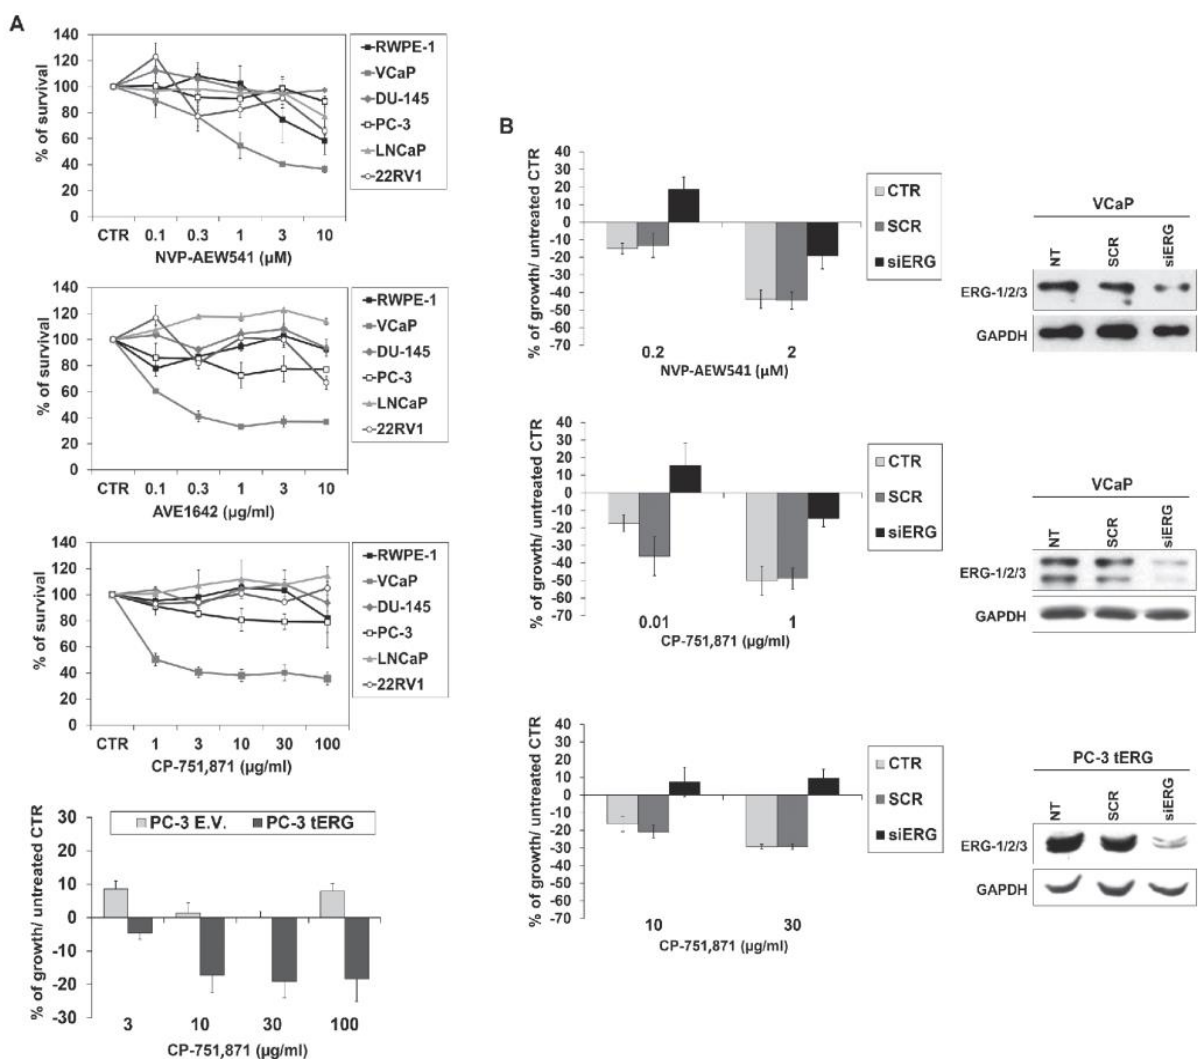 A
% of survival
140
120
100
80
60
40
20
0
CTR 0.1 0.3 1 3 10
NVP-AEW541 (µM)
RWPE-1
VCaP
DU-145
PC-3
LNCaP
22RV1
% of survival
140
120
100
80
60
40
20
0
CTR 0.1 0.3 1 3 10
AVE1642 (µg/ml)
RWPE-1
VCaP
DU-145
PC-3
LNCaP
22RV1
% of survival
140
120
100
80
60
40
20
0
CTR 1 3 10 30 100
CP-751,871 (µg/ml)
RWPE-1
VCaP
DU-145
PC-3
LNCaP
22RV1
% of growth/ untreated CTR
PC-3 E.V. PC-3 tERG
20
10
0
-10
-20
-30
3 10 30 100
CP-751,871 (µg/ml)
B
% of growth/ untreated CTR
40
30
20
10
0
-10
-20
-30
-40
-50
-60
-70
0.2 2
NVP-AEW541 (µM)
CTR
SCR
siERG
VCaP
NT SCR siERG
ERG-1/2/3
GAPDH
% of growth/ untreated CTR
40
30
20
10
0
-10
-20
-30
-40
-50
-60
-70
0.01 1
CP-751,871 (µg/ml)
CTR
SCR
siERG
VCaP
NT SCR siERG
ERG-1/2/3
GAPDH
% of growth/ untreated CTR
40
30
20
10
0
-10
-20
-30
-40
-50
-60
-70
10 30
CP-751,871 (µg/ml)
CTR
SCR
siERG
PC-3 tERG
NT SCR siERG
ERG-1/2/3
GAPDH